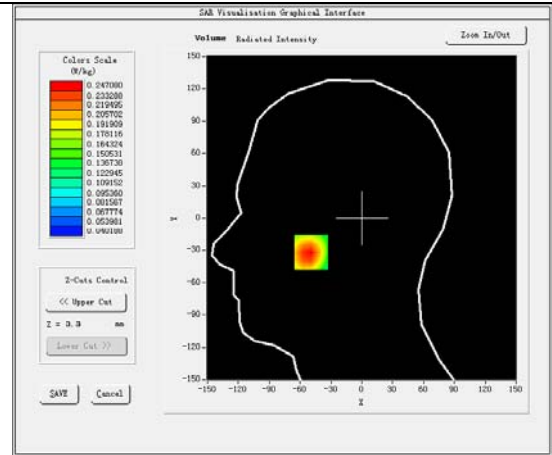 SAR Visualisation Graphical Interface
Volume Radiated Intensity
Zoom In/Out
Colors Scale
(W/kg)
0.247080
0.233288
0.219495
0.205702
0.191909
0.178116
0.164324
0.150531
0.136738
0.122945
0.109152
0.095360
0.081567
0.067774
0.053981
0.040188
150
120
90
60
30
0
-30
-60
-90
-120
-150
Y
-150 -120 -90 -60 -30 0 30 60 90 120 150
X
Z-Cuts Control
<< Upper Cut
Z = 3.3 mm
Lower Cut >>
SAVE Cancel